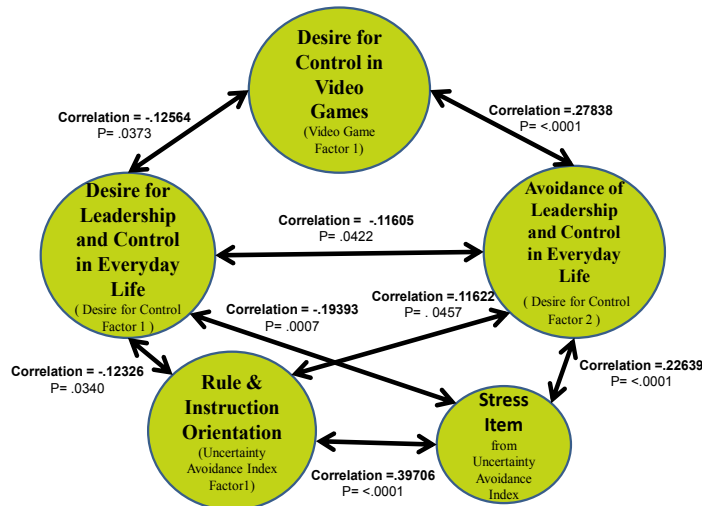 Desire for
Control in
Video
Games
(Video Game
Factor 1)
Correlation = -.12564
P= .0373
Correlation =.27838
P= <.0001
Desire for
Leadership
and Control
in Everyday
Life
( Desire for Control
Factor 1 )
Correlation =  -.11605
P= .0422
Avoidance of
Leadership
and Control
in Everyday
Life
( Desire for Control
Factor 2 )
Correlation =-.19393
P= .0007
Correlation =.11622
P= . 0457
Correlation =-.12326
P= .0340
Rule &
Instruction
Orientation
(Uncertainty
Avoidance Index
Factor1)
Correlation =.39706
P= <.0001
Stress
Item
from
Uncertainty
Avoidance
Index
Correlation =.22639
P= <.0001